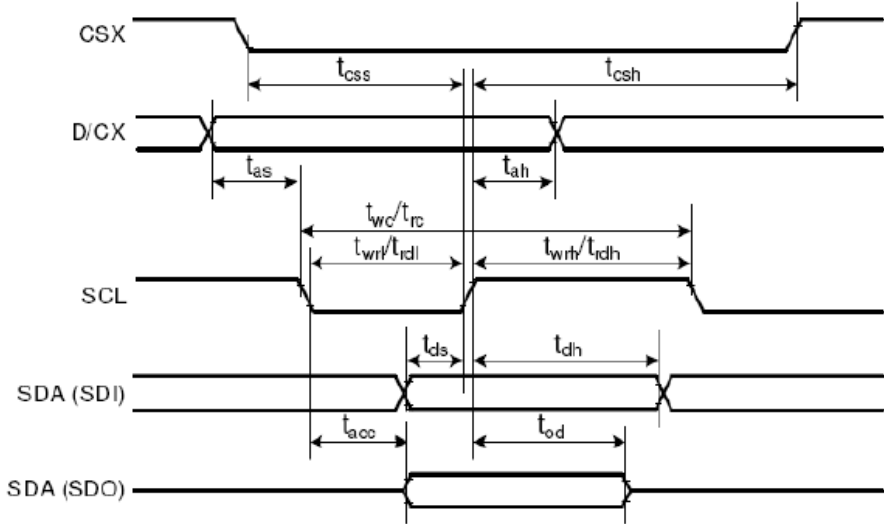 CSX
tcss
tcsh
D/CX
tas
tah
twc/trc
twrl/trdl
twrh/trdh
SCL
tds
tdh
SDA (SDI)
tacc
tod
SDA (SDO)